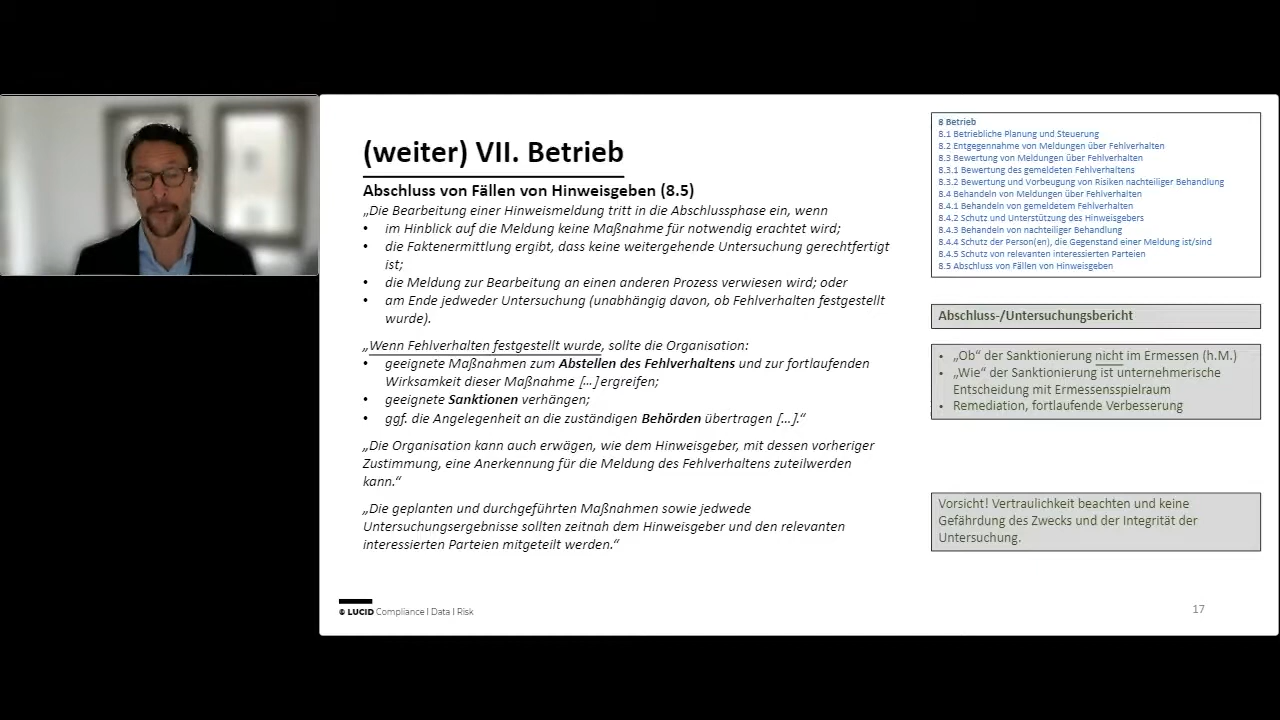 (weiter) VII. Betrieb
Abschluss von Fällen von Hinweisgeben (8.5)
„Die Bearbeitung einer Hinweismeldung tritt in die Abschlussphase ein, wenn
• im Hinblick auf die Meldung keine Maßnahme für notwendig erachtet wird;
• die Faktenermittlung ergibt, dass keine weitergehende Untersuchung gerechtfertigt
ist;
• die Meldung zur Bearbeitung an einen anderen Prozess verwiesen wird; oder
• am Ende jedweder Untersuchung (unabhängig davon, ob Fehlverhalten festgestellt
wurde).
„Wenn Fehlverhalten festgestellt wurde, sollte die Organisation:
• geeignete Maßnahmen zum Abstellen des Fehlverhaltens und zur fortlaufenden
Wirksamkeit dieser Maßnahme [...] ergreifen;
• geeignete Sanktionen verhängen;
• ggf. die Angelegenheit an die zuständigen Behörden übertragen [...].“
„Die Organisation kann auch erwägen, wie dem Hinweisgeber, mit dessen vorheriger
Zustimmung, eine Anerkennung für die Meldung des Fehlverhaltens zuteilwerden
kann.“
„Die geplanten und durchgeführten Maßnahmen sowie jedwede
Untersuchungsergebnisse sollten zeitnah dem Hinweisgeber und den relevanten
interessierten Parteien mitgeteilt werden.“
8 Betrieb
8.1 Betriebliche Planung und Steuerung
8.2 Entgegennahme von Meldungen über Fehlverhalten
8.3 Bewertung von Meldungen über Fehlverhalten
8.3.1 Bewertung des gemeldeten Fehlverhaltens
8.3.2 Bewertung und Vorbeugung von Risiken nachteiliger Behandlung
8.4 Behandeln von Meldungen über Fehlverhalten
8.4.1 Behandeln von gemeldetem Fehlverhalten
8.4.2 Schutz und Unterstützung des Hinweisgebers
8.4.3 Behandeln von nachteiliger Behandlung
8.4.4 Schutz der Person(en), die Gegenstand einer Meldung ist/sind
8.4.5 Schutz von relevanten interessierten Parteien
8.5 Abschluss von Fällen von Hinweisgeben
Abschluss-/Untersuchungsbericht
• „Ob“ der Sanktionierung nicht im Ermessen (h.M.)
• „Wie“ der Sanktionierung ist unternehmerische
Entscheidung mit Ermessensspielraum
• Remediation, fortlaufende Verbesserung
Vorsicht! Vertraulichkeit beachten und keine
Gefährdung des Zwecks und der Integrität der
Untersuchung.
© LUCID Compliance I Data I Risk
17